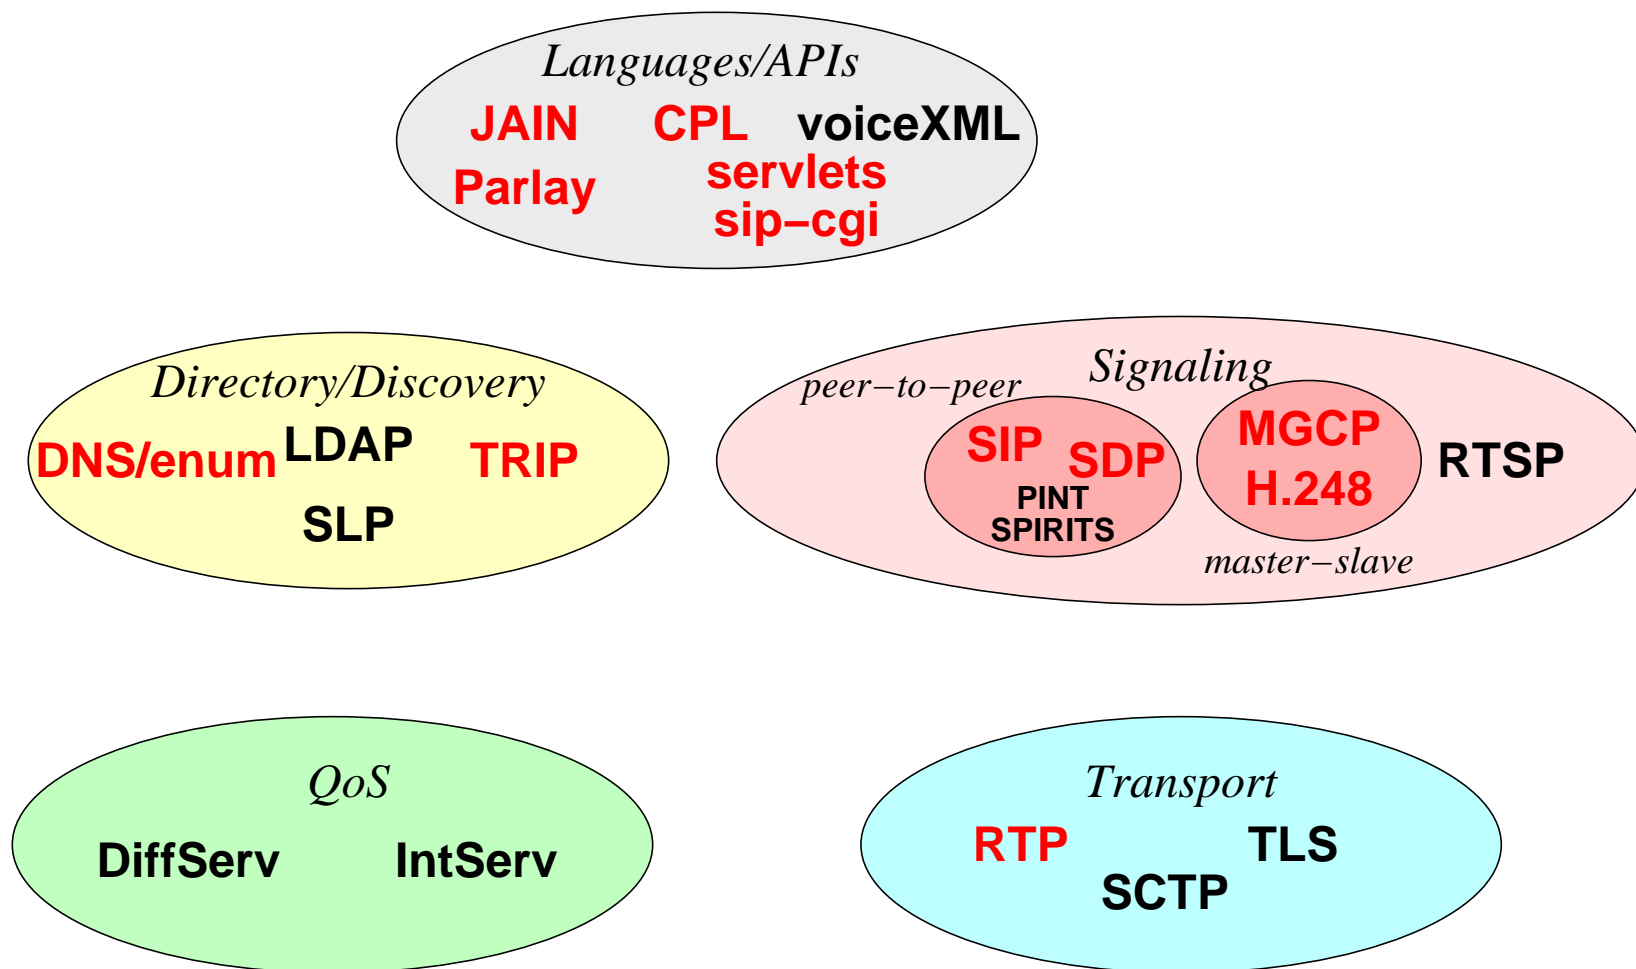 Languages/APIs
JAIN CPL voiceXML
Parlay servlets
sip−cgi
Directory/Discovery
DNS/enum LDAP TRIP
SLP
Signaling
peer−to−peer
SIP SDP
PINT
SPIRITS
MGCP
H.248
master−slave
RTSP
QoS
DiffServ IntServ
Transport
RTP TLS
SCTP